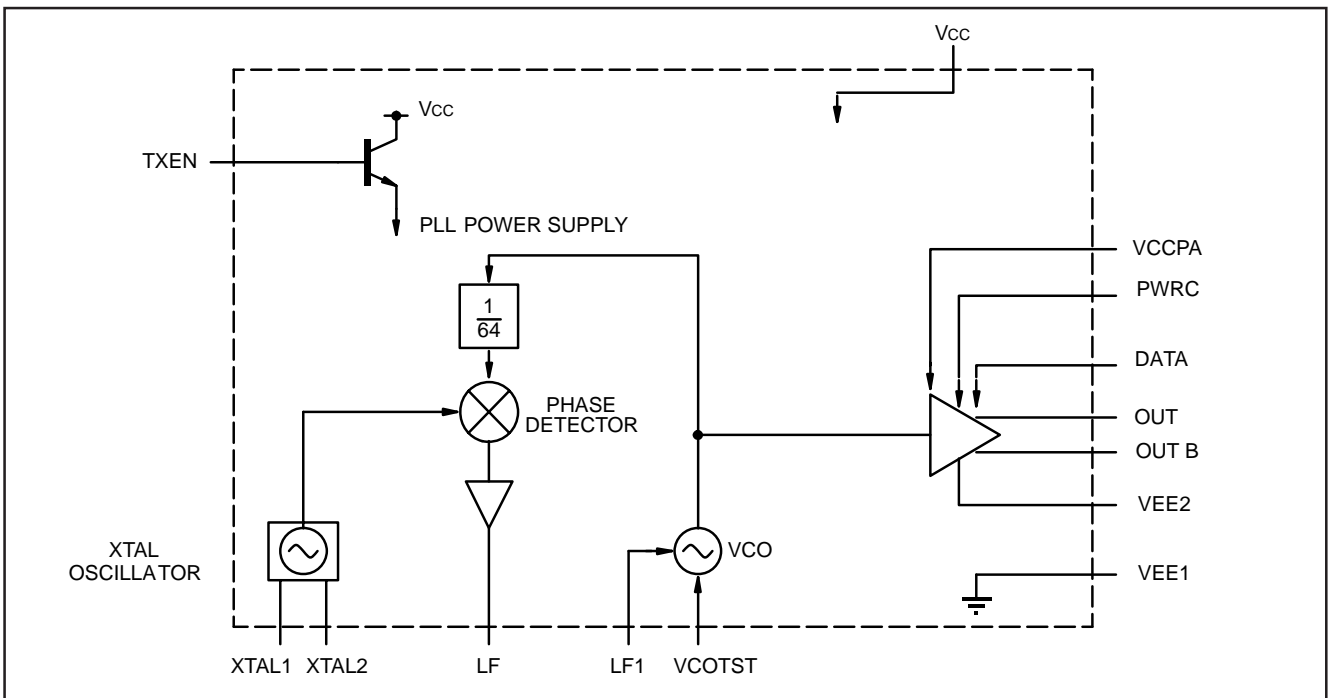 Vcc
Vcc
TXEN
PLL POWER SUPPLY
VCCPA
PWRC
1
64
DATA
PHASE
DETECTOR
OUT
OUT B
VEE2
XTAL
OSCILLATOR
VCO
VEE1
XTAL1 XTAL2 LF LF1 VCOTST